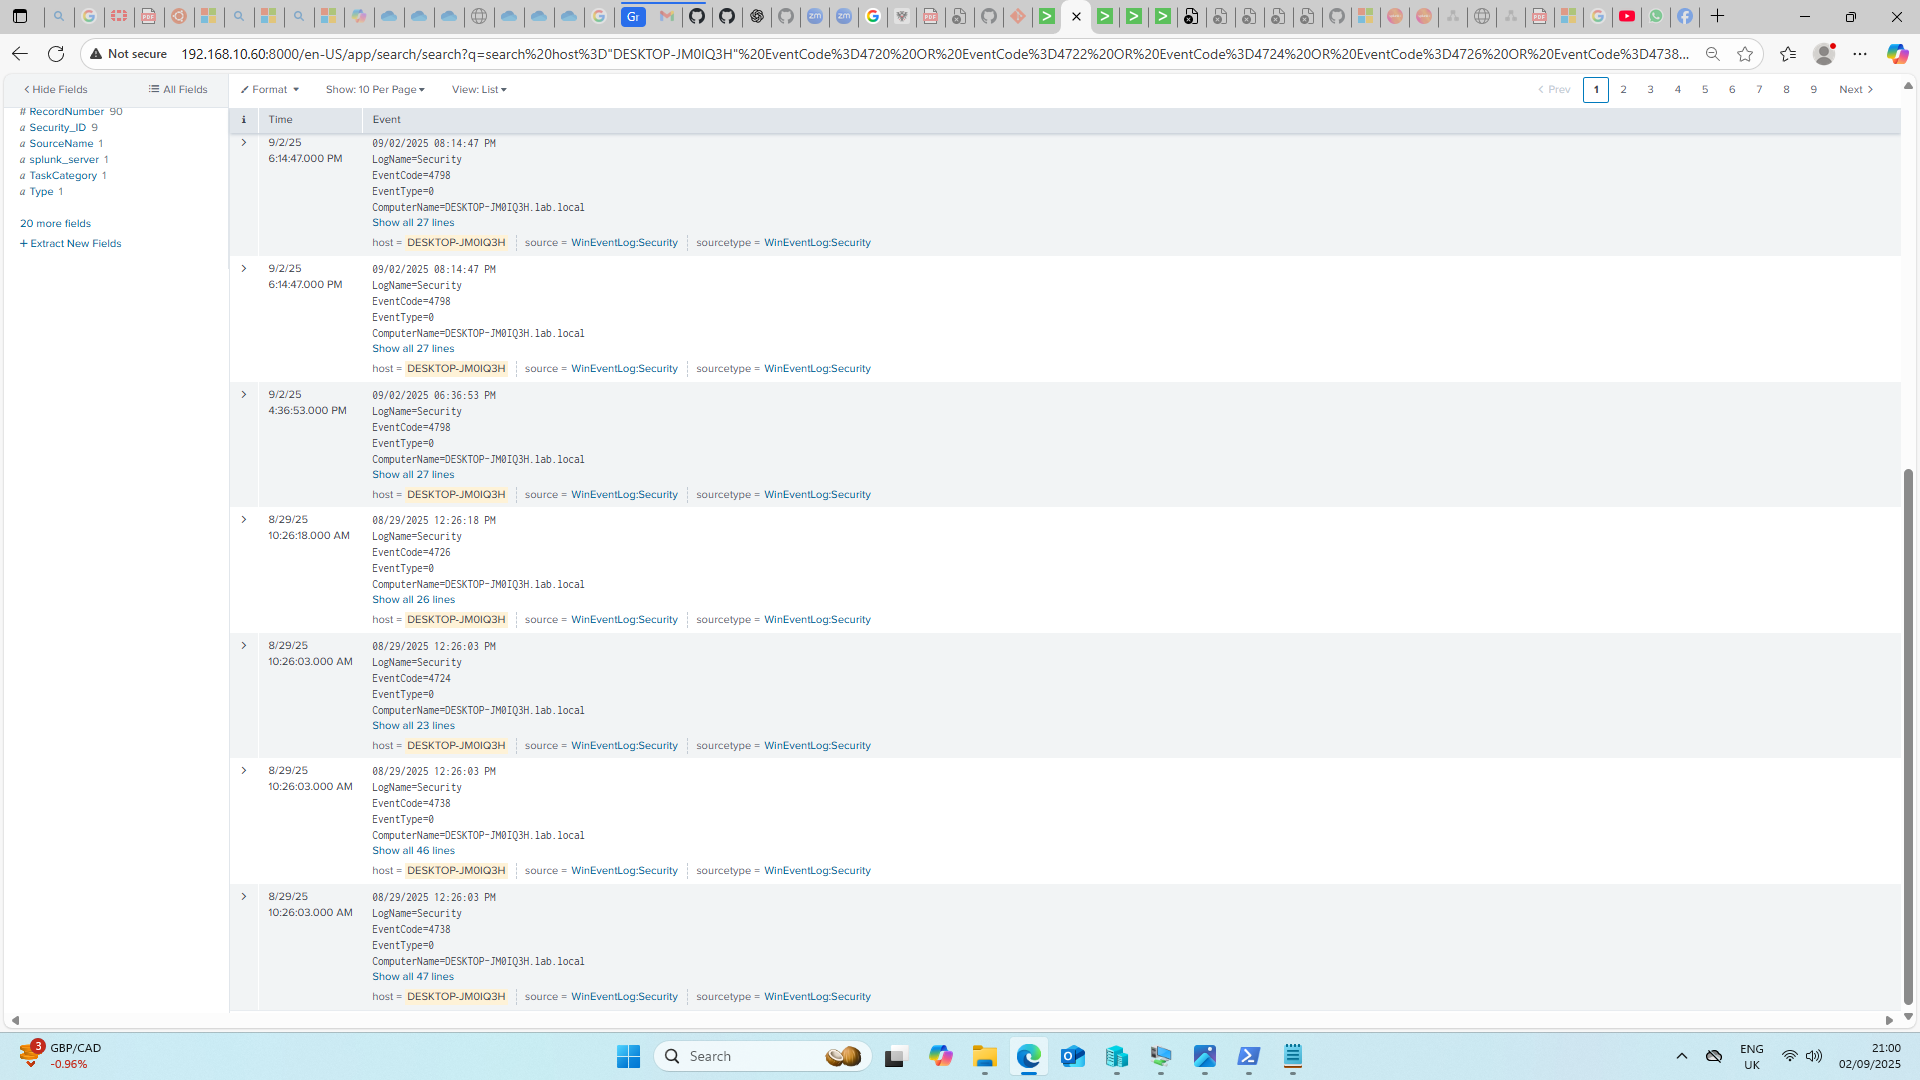 Not secure
192.168.10.60:8000/en-US/app/search/search?q=search%20host%3D"DESKTOP-JM0IQ3H"%20EventCode%3D4720%20OR%20EventCode%3D4722%20OR%20EventCode%3D4724%20OR%20EventCode%3D4726%20OR%20EventCode%3D4738...
Hide Fields
All Fields
Format
Show: 10 Per Page
View: List
Prev 1 2 3 4 5 6 7 8 9 Next
# RecordNumber 90
a Security_ID 9
a SourceName 1
a splunk_server 1
a TaskCategory 1
a Type 1
20 more fields
+ Extract New Fields
i Time Event
9/2/25
6:14:47.000 PM
09/02/2025 08:14:47 PM
LogName=Security
EventCode=4798
EventType=0
ComputerName=DESKTOP-JM0IQ3H.lab.local
Show all 27 lines
host = DESKTOP-JM0IQ3H source = WinEventLog:Security sourcetype = WinEventLog:Security
9/2/25
6:14:47.000 PM
09/02/2025 08:14:47 PM
LogName=Security
EventCode=4798
EventType=0
ComputerName=DESKTOP-JM0IQ3H.lab.local
Show all 27 lines
host = DESKTOP-JM0IQ3H source = WinEventLog:Security sourcetype = WinEventLog:Security
9/2/25
4:36:53.000 PM
09/02/2025 06:36:53 PM
LogName=Security
EventCode=4798
EventType=0
ComputerName=DESKTOP-JM0IQ3H.lab.local
Show all 27 lines
host = DESKTOP-JM0IQ3H source = WinEventLog:Security sourcetype = WinEventLog:Security
8/29/25
10:26:18.000 AM
08/29/2025 12:26:18 PM
LogName=Security
EventCode=4726
EventType=0
ComputerName=DESKTOP-JM0IQ3H.lab.local
Show all 26 lines
host = DESKTOP-JM0IQ3H source = WinEventLog:Security sourcetype = WinEventLog:Security
8/29/25
10:26:03.000 AM
08/29/2025 12:26:03 PM
LogName=Security
EventCode=4724
EventType=0
ComputerName=DESKTOP-JM0IQ3H.lab.local
Show all 23 lines
host = DESKTOP-JM0IQ3H source = WinEventLog:Security sourcetype = WinEventLog:Security
8/29/25
10:26:03.000 AM
08/29/2025 12:26:03 PM
LogName=Security
EventCode=4738
EventType=0
ComputerName=DESKTOP-JM0IQ3H.lab.local
Show all 46 lines
host = DESKTOP-JM0IQ3H source = WinEventLog:Security sourcetype = WinEventLog:Security
8/29/25
10:26:03.000 AM
08/29/2025 12:26:03 PM
LogName=Security
EventCode=4738
EventType=0
ComputerName=DESKTOP-JM0IQ3H.lab.local
Show all 47 lines
host = DESKTOP-JM0IQ3H source = WinEventLog:Security sourcetype = WinEventLog:Security
3
GBP/CAD
-0.96%
Search
ENG
UK
21:00
02/09/2025